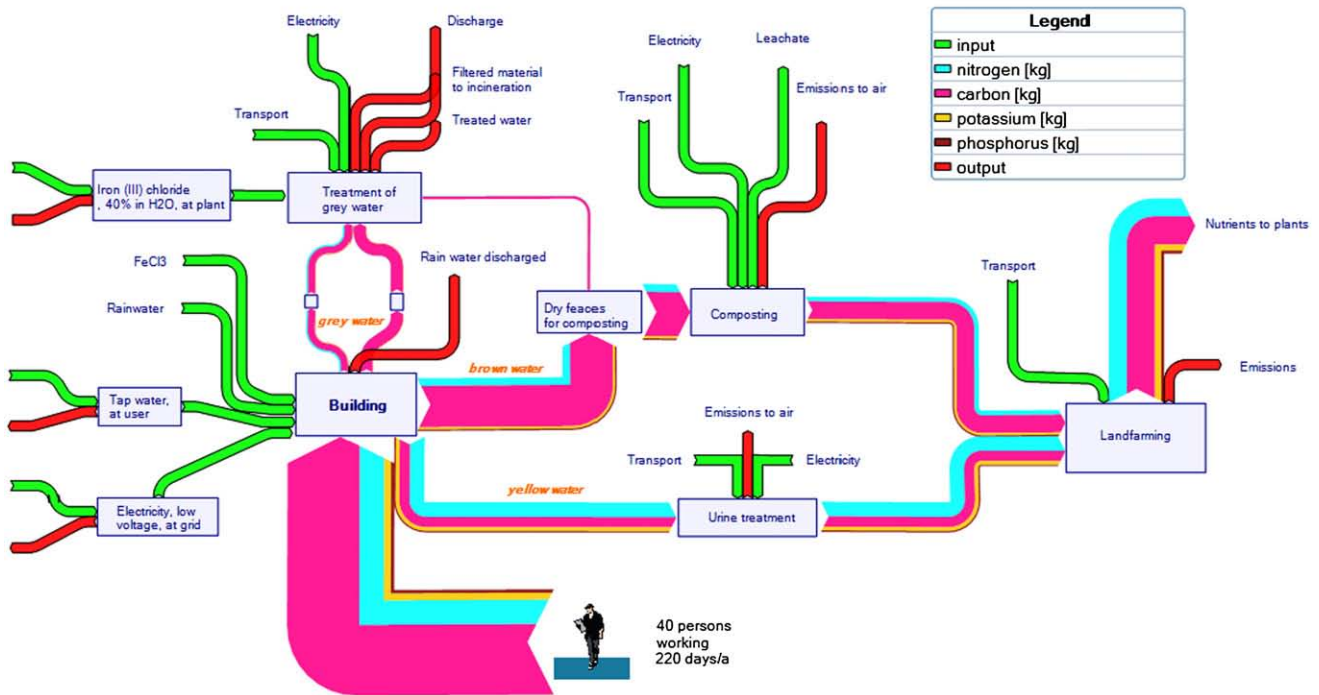 Electricity
Discharge
Filtered material
to incineration
Transport
Treated water
Iron (III) chloride
, 40% in H2O, at plant
Treatment of
grey water
Electricity
Leachate
Transport
Emissions to air
Legend
input
nitrogen [kg]
carbon [kg]
potassium [kg]
phosphorus [kg]
output
Nutrients to plants
FeCl3
Rain water discharged
Rainwater
grey water
Dry feaces
for composting
Composting
Transport
brown water
Tap water,
at user
Building
Emissions to air
Emissions
Landfarming
Transport
Electricity
yellow water
Electricity, low
voltage, at grid
Urine treatment
40 persons
working
220 days/a